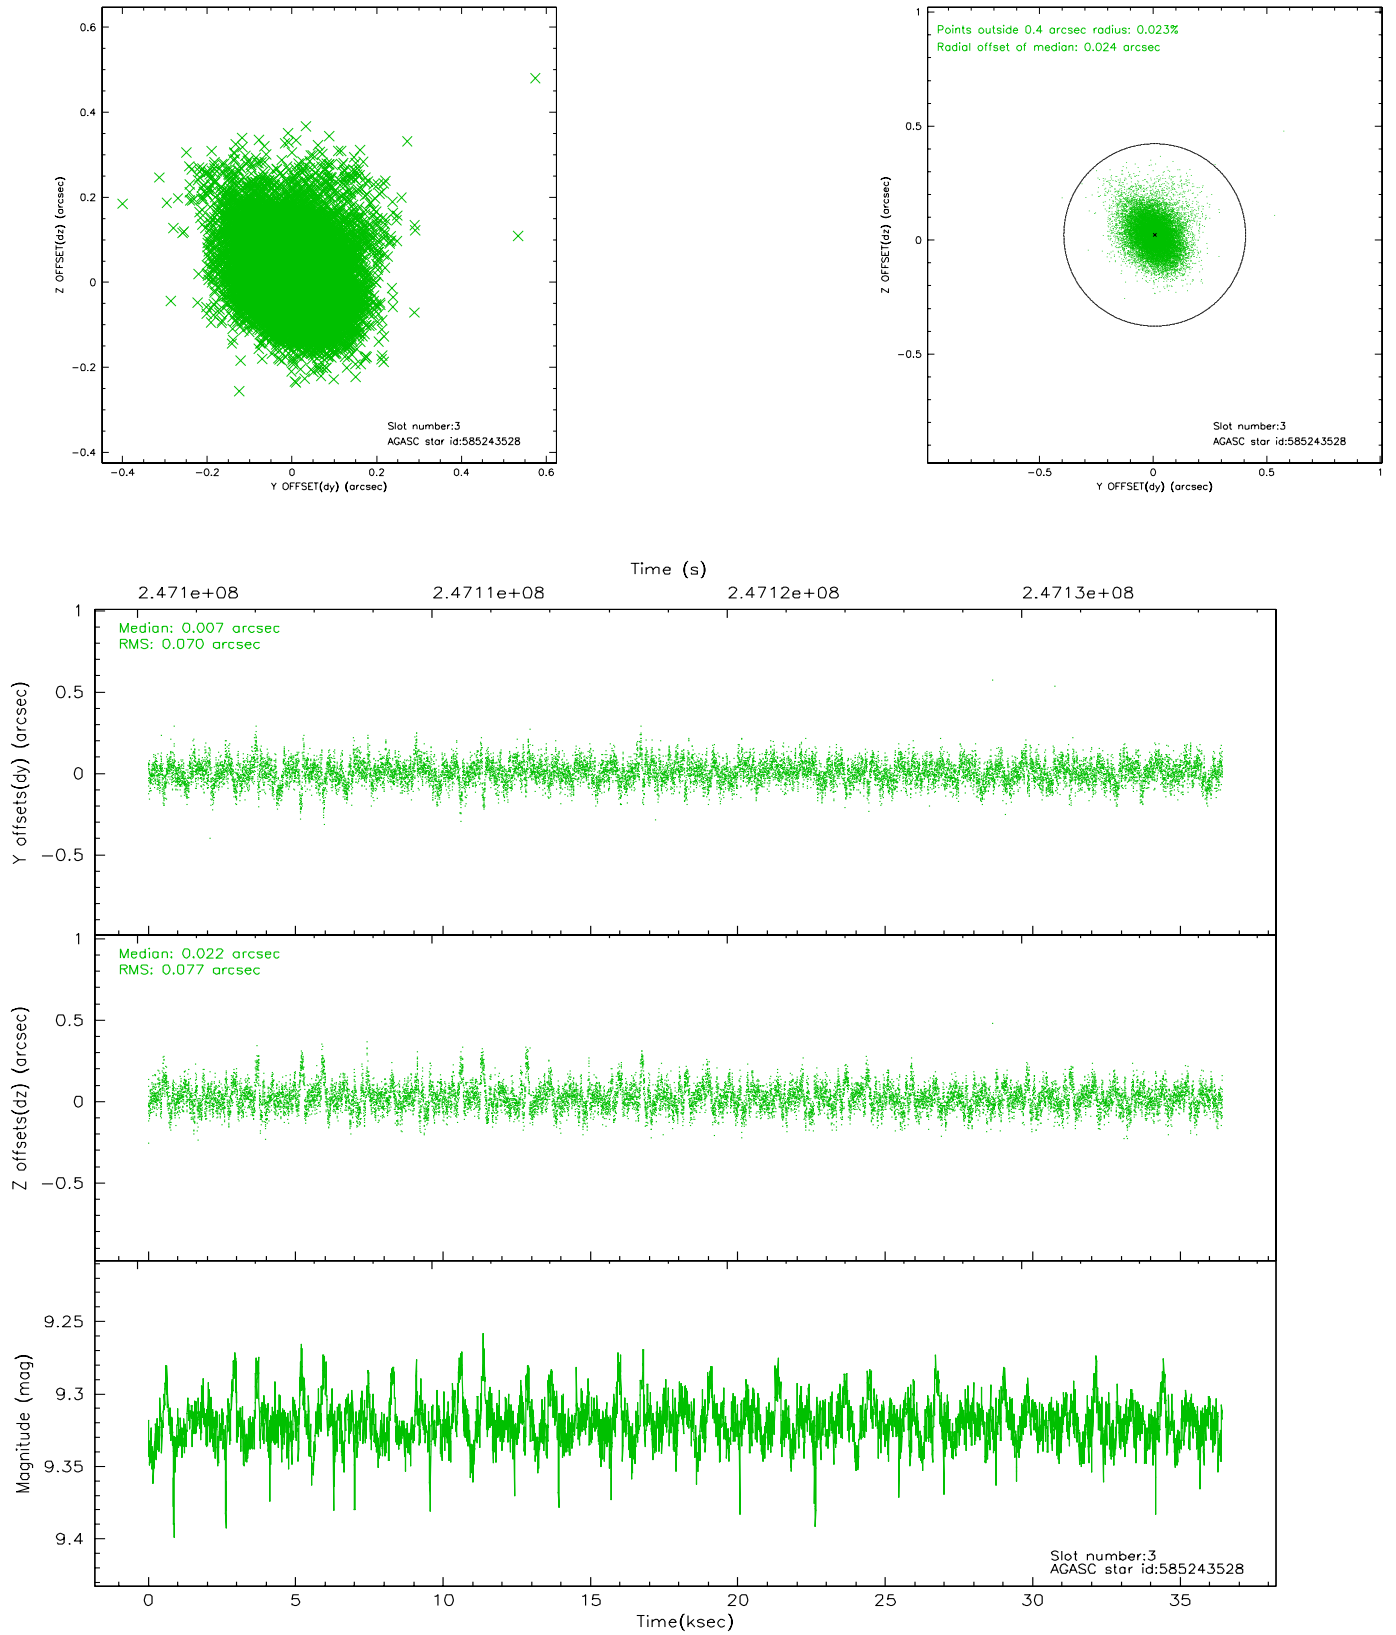 0.6
0.4
0.2
0
−0.2
−0.4
Z OFFSET(dz) (arcsec)
Slot number:3
AGASC star id:585243528
−0.4 −0.2 0 0.2 0.4 0.6
Y OFFSET(dy) (arcsec)
1
0.5
0
−0.5
Z OFFSET(dz) (arcsec)
Points outside 0.4 arcsec radius: 0.023%
Radial offset of median: 0.024 arcsec
Slot number:3
AGASC star id:585243528
−0.5 0 0.5 1
Y OFFSET(dy) (arcsec)
Time (s)
2.471e+08 2.4711e+08 2.4712e+08 2.4713e+08
1
0.5
0
−0.5
Y offsets(dy) (arcsec)
Median: 0.007 arcsec
RMS: 0.070 arcsec
1
0.5
0
−0.5
Z offsets(dz) (arcsec)
Median: 0.022 arcsec
RMS: 0.077 arcsec
9.25
9.3
9.35
9.4
Magnitude (mag)
Slot number:3
AGASC star id:585243528
0 5 10 15 20 25 30 35
Time(ksec)